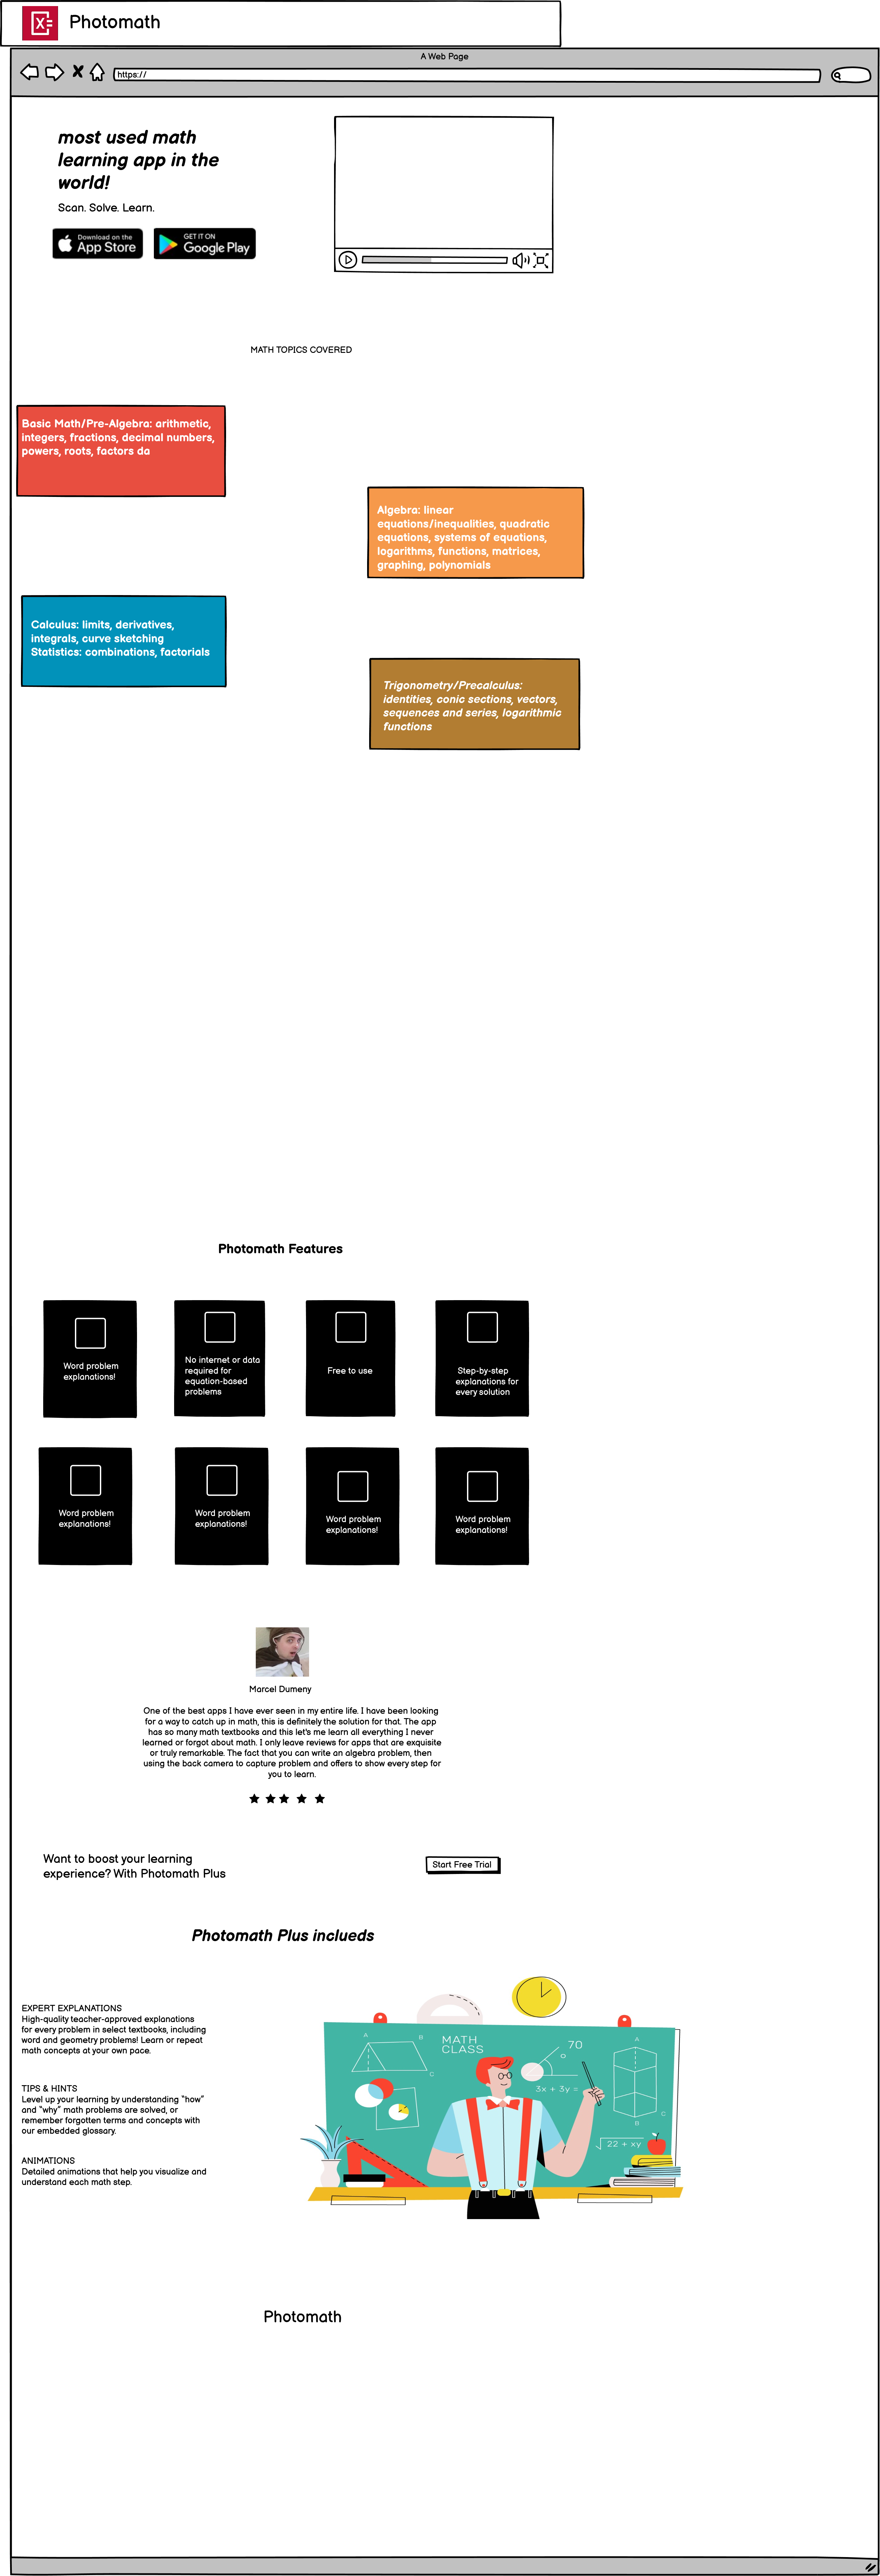 Photomath
A Web Page
https://
most used math
learning app in the
world!
Scan. Solve. Learn.
Download on the
App Store
GET IT ON
Google Play
MATH TOPICS COVERED
Basic Math/Pre-Algebra: arithmetic,
integers, fractions, decimal numbers,
powers, roots, factors da
Algebra: linear
equations/inequalities, quadratic
equations, systems of equations,
logarithms, functions, matrices,
graphing, polynomials
Calculus: limits, derivatives,
integrals, curve sketching
Statistics: combinations, factorials
Trigonometry/Precalculus:
identities, conic sections, vectors,
sequences and series, logarithmic
functions
Photomath Features
Word problem
explanations!
No internet or data
required for
equation-based
problems
Free to use
Step-by-step
explanations for
every solution
Word problem
explanations!
Word problem
explanations!
Word problem
explanations!
Word problem
explanations!
Marcel Dumeny
One of the best apps I have ever seen in my entire life. I have been looking
for a way to catch up in math, this is definitely the solution for that. The app
has so many math textbooks and this let's me learn all everything I never
learned or forgot about math. I only leave reviews for apps that are exquisite
or truly remarkable. The fact that you can write an algebra problem, then
using the back camera to capture problem and offers to show every step for
you to learn.
Want to boost your learning
experience? With Photomath Plus
Start Free Trial
Photomath Plus inclueds
EXPERT EXPLANATIONS
High-quality teacher-approved explanations
for every problem in select textbooks, including
word and geometry problems! Learn or repeat
math concepts at your own pace.
TIPS & HINTS
Level up your learning by understanding "how"
and "why" math problems are solved, or
remember forgotten terms and concepts with
our embedded glossary.
ANIMATIONS
Detailed animations that help you visualize and
understand each math step.
A
B
C
MATH
CLASS
70
3x + 3y =
A
B
C
√22 + xy
Photomath